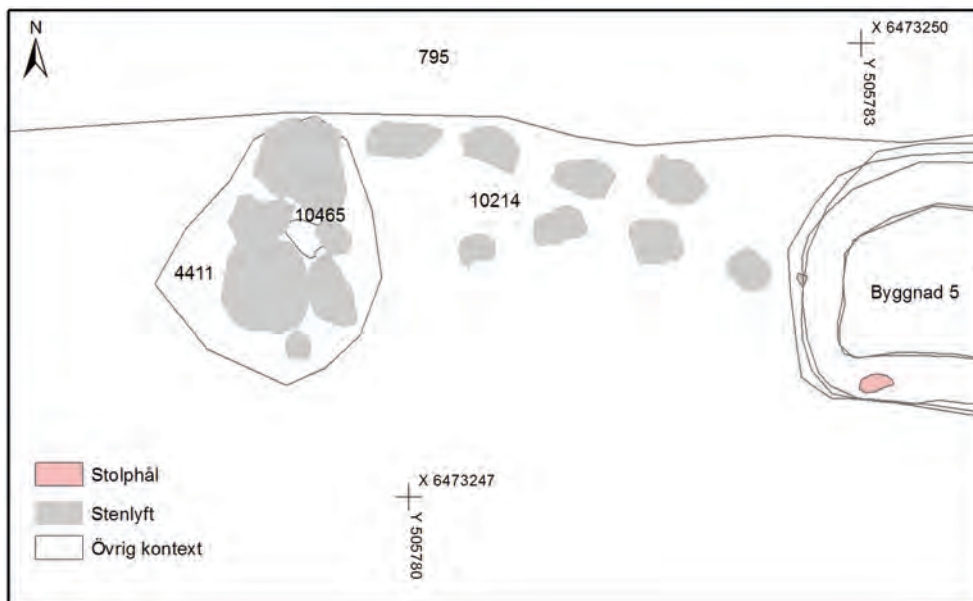 N
X 6473250
795
Y 505783
10214
10465
4411
Byggnad 5
Stolphål
X 6473247
Stenlyft
Y 505780
Övrig kontext